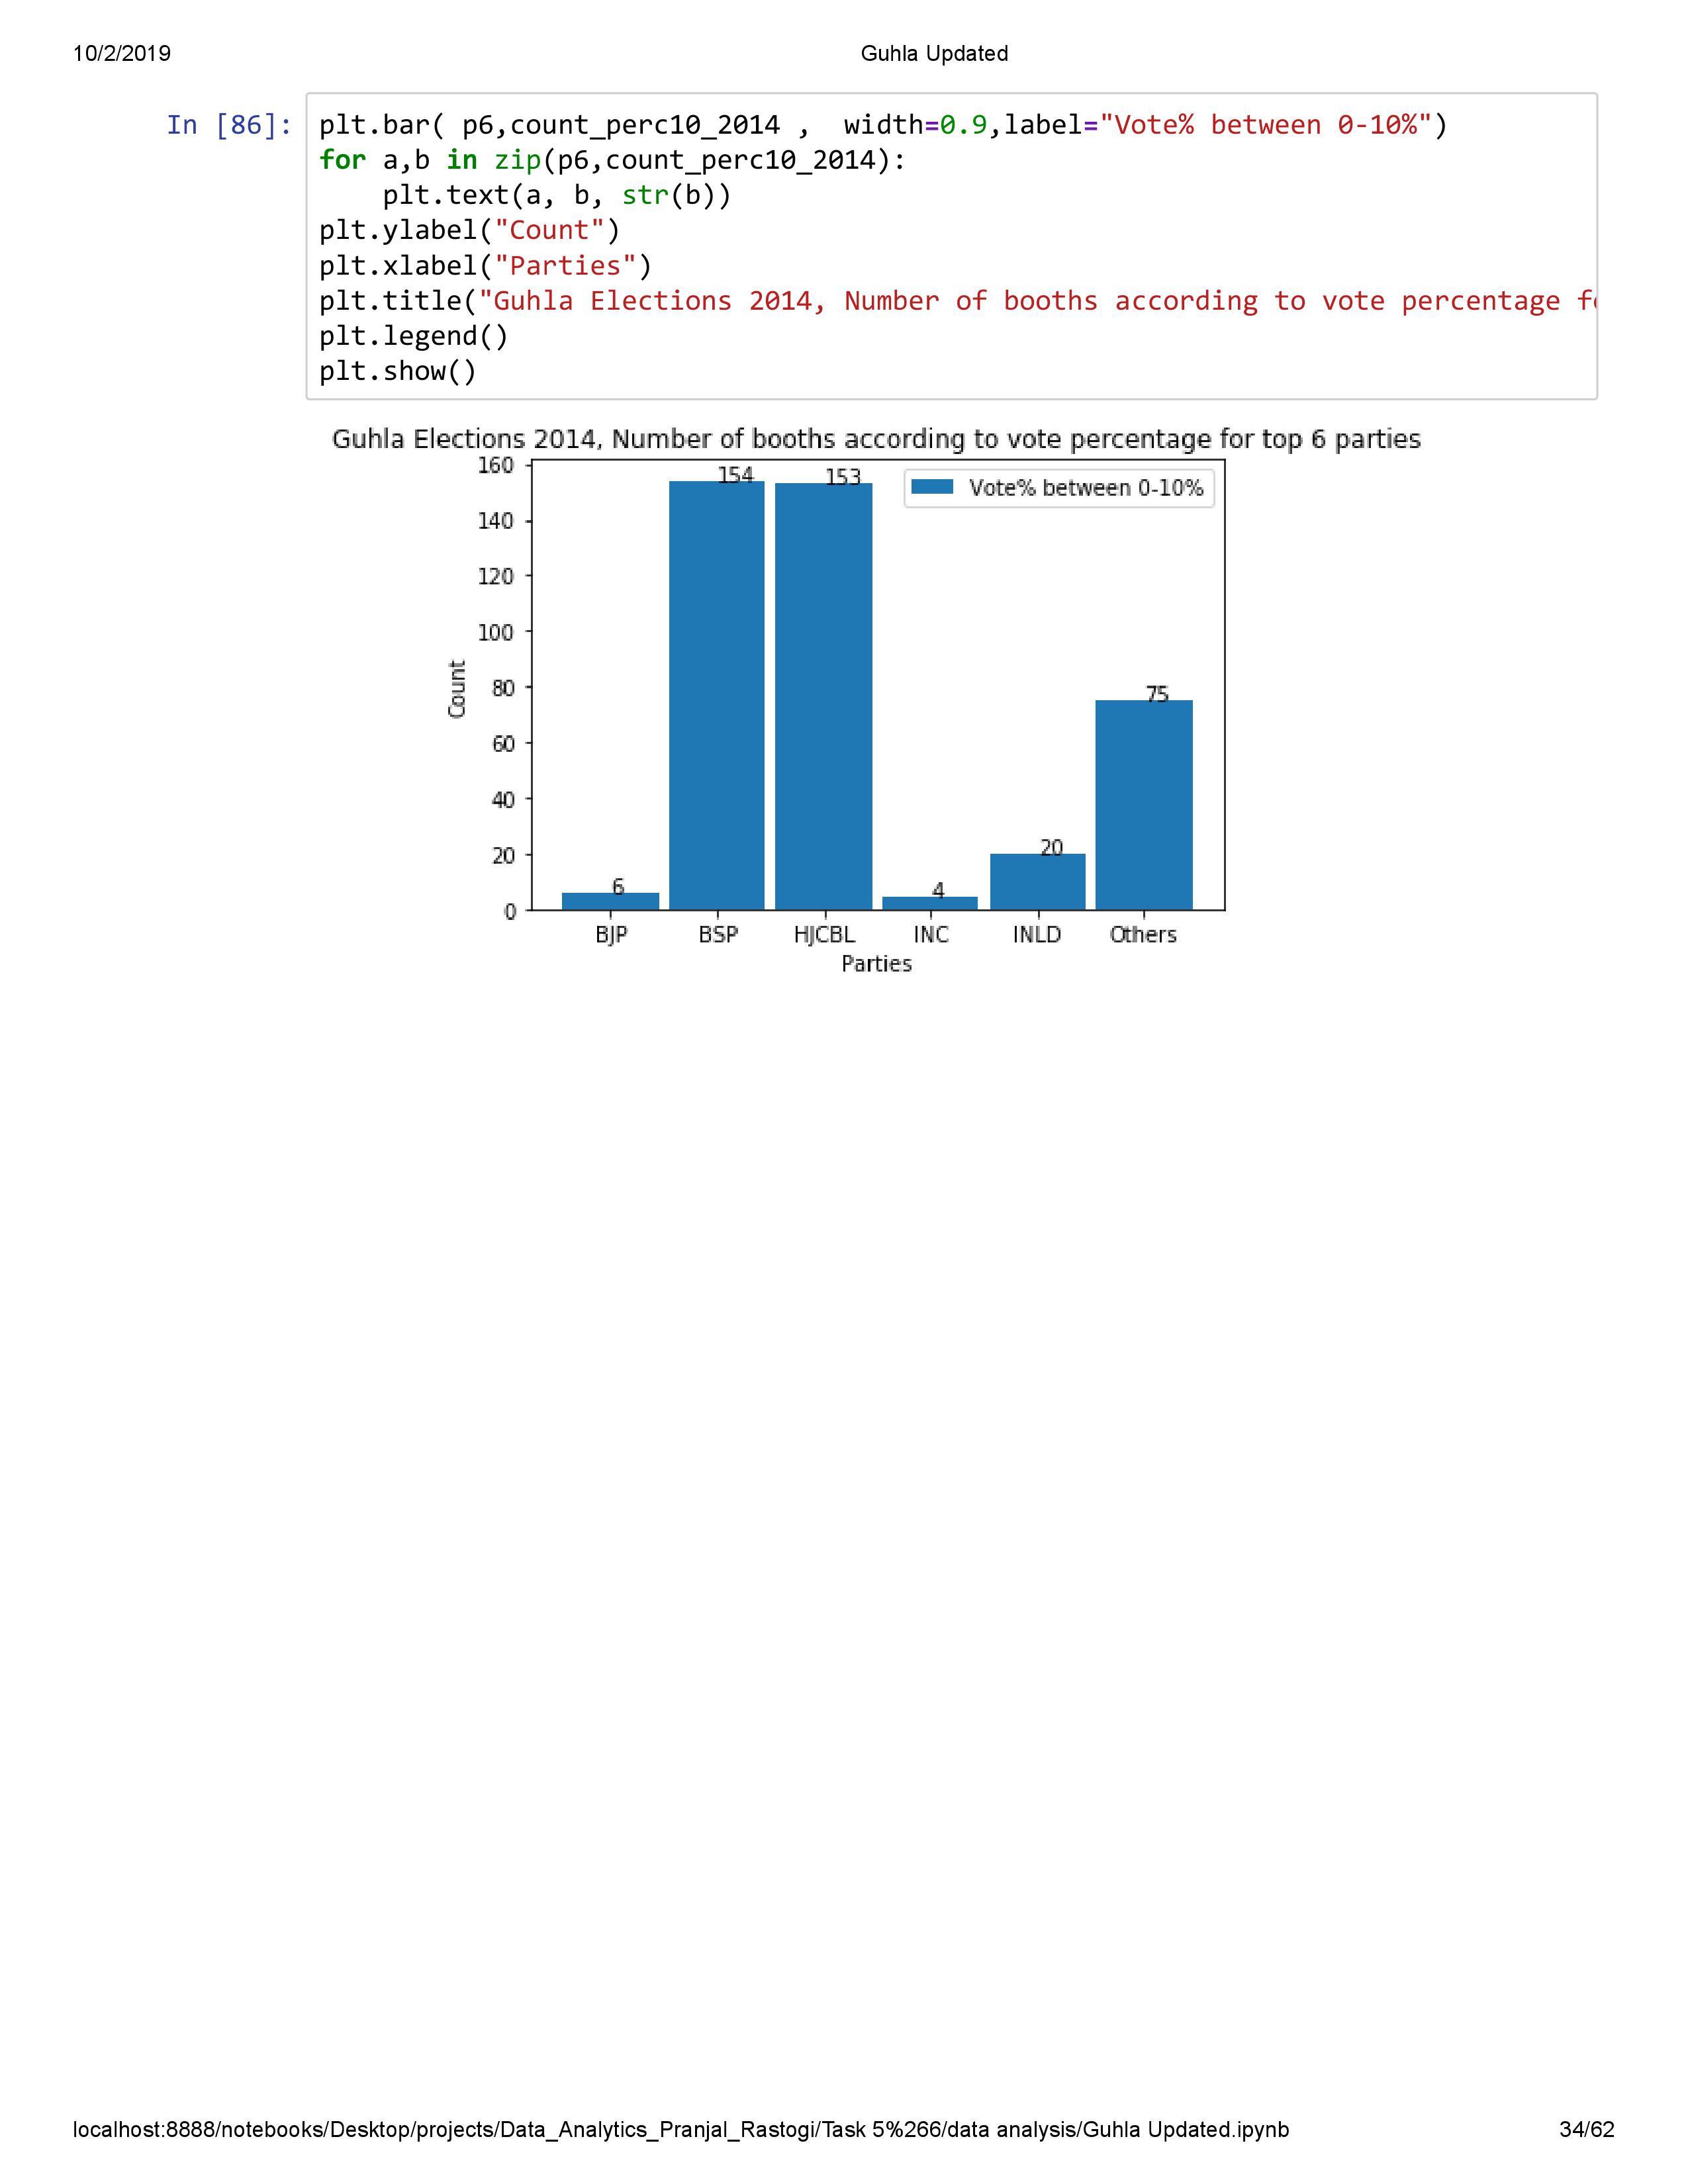 10/2/2019 Guhla Updated
In [86]: plt.bar( p6,count_perc10_2014 ,  width=0.9,label="Vote% between 0-10%")
for a,b in zip(p6,count_perc10_2014):
    plt.text(a, b, str(b))
plt.ylabel("Count")
plt.xlabel("Parties")
plt.title("Guhla Elections 2014, Number of booths according to vote percentage f
plt.legend()
plt.show()
Guhla Elections 2014, Number of booths according to vote percentage for top 6 parties
160
154
153
Vote% between 0-10%
140
120
100
80
75
60
40
20
20
6
4
0
Count
BJP BSP HJCBL INC INLD Others
Parties
localhost:8888/notebooks/Desktop/projects/Data_Analytics_Pranjal_Rastogi/Task 5%266/data analysis/Guhla Updated.ipynb 34/62